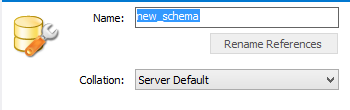 Name: new_schema
Rename References
Collation: Server Default